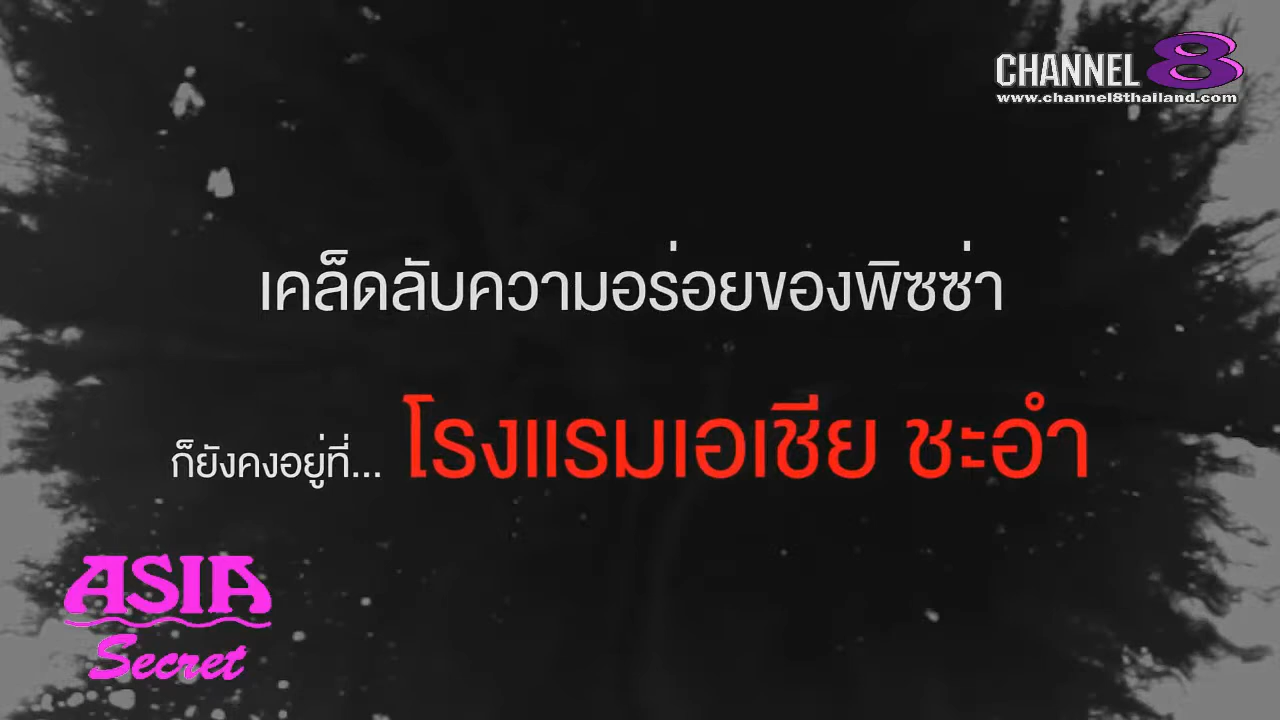 CHANNEL 8
www.channel8thailand.com
เคล็ดลับความอร่อยของพิซซ่า
ก็ยังคงอยู่ที่... โรงแรมเอเชีย ชะอำ
ASIA
Secret